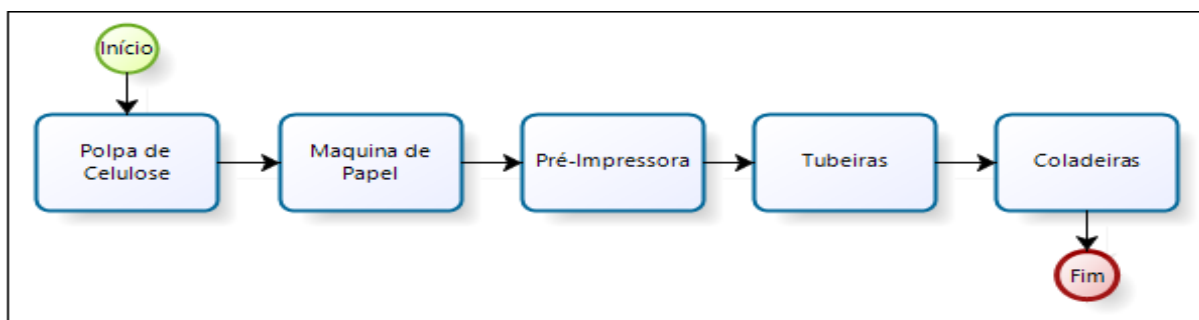 Início
Polpa de
Celulose
Maquina de
Papel
Pré-Impressora
Tubeiras
Coladeiras
Fim